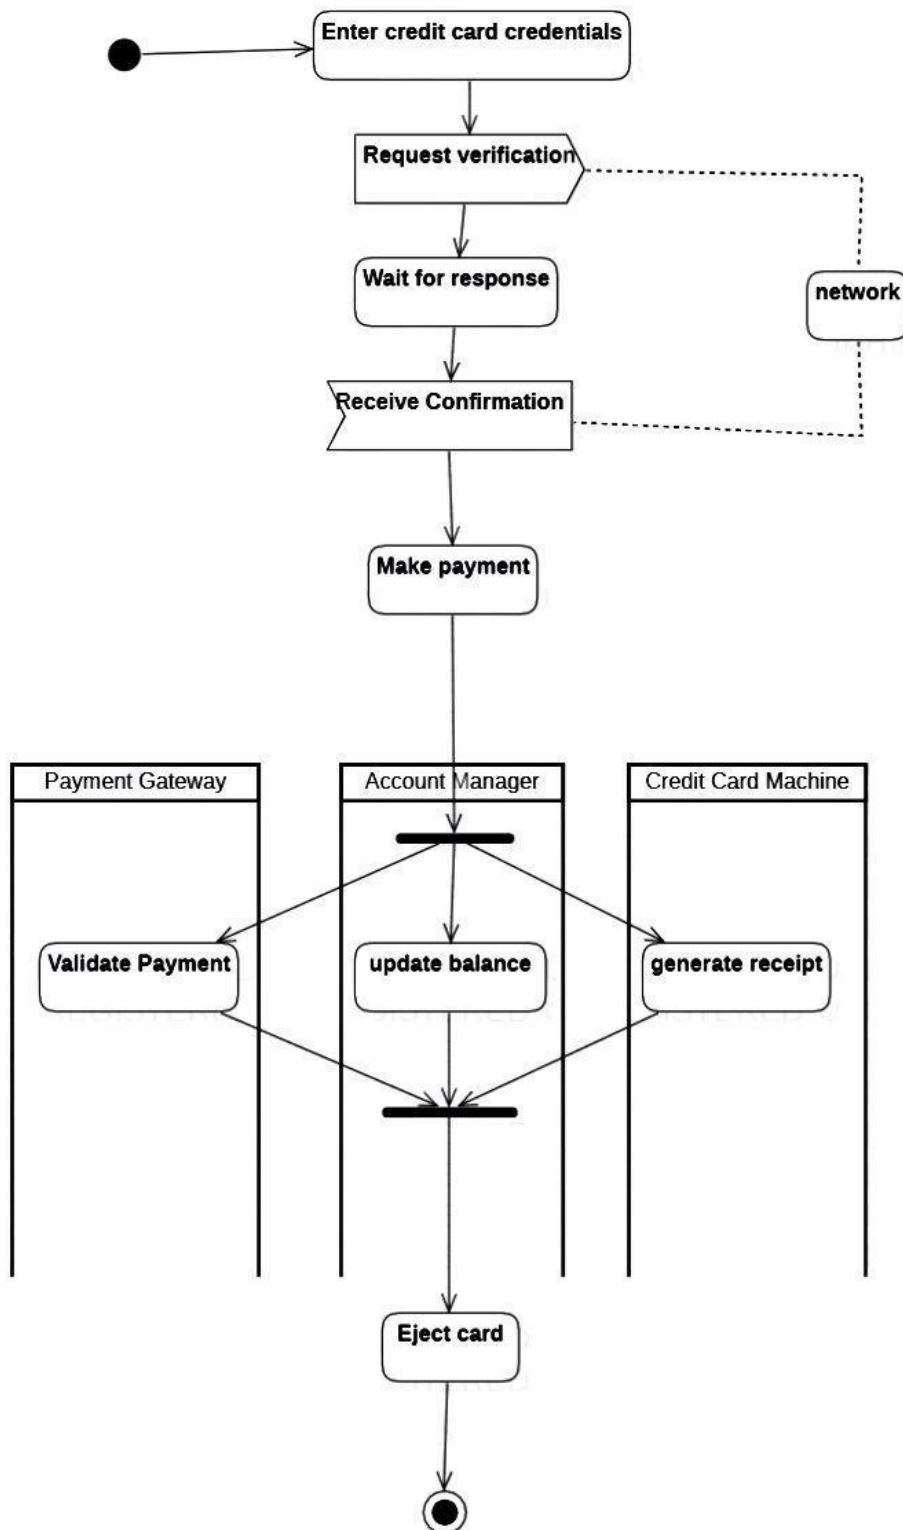 Enter credit card credentials
Request verification
Wait for response
network
Receive Confirmation
Make payment
Payment Gateway
Account Manager
Credit Card Machine
Validate Payment
update balance
generate receipt
Eject card